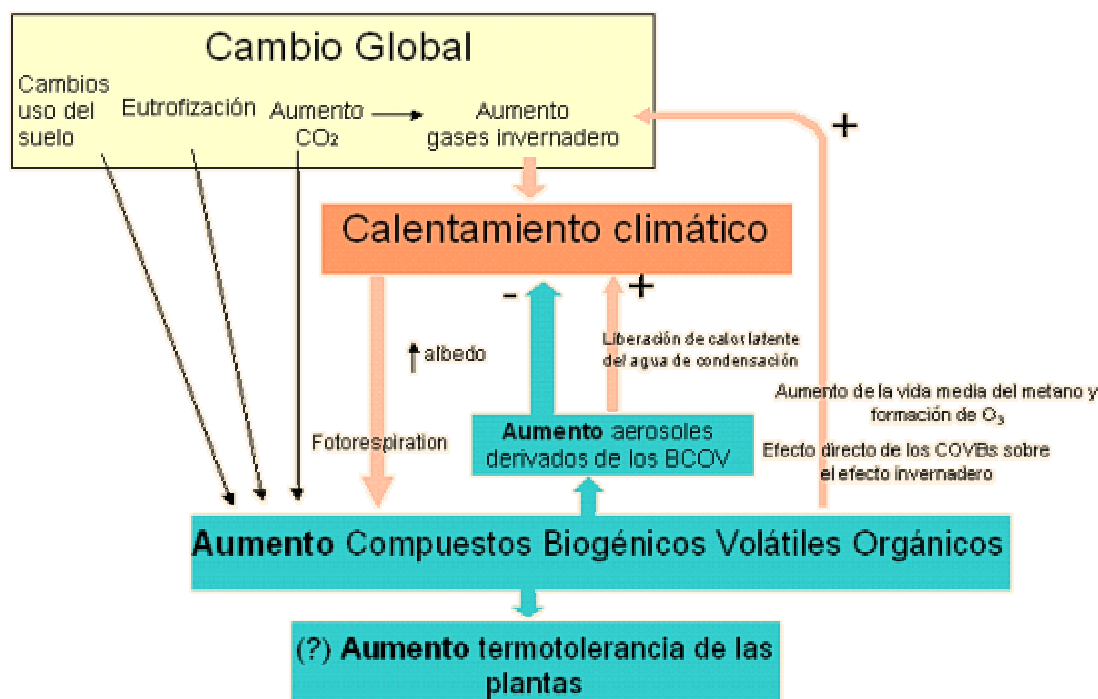 Cambio Global
Cambios
uso del
suelo
Eutrofización
Aumento
CO₂
Aumento
gases invernadero
+
Calentamiento climático
-
+
albedo
Liberación de calor latente
del agua de condensación
Aumento de la vida media del metano y
formación de O₃
Fotorespiration
Aumento aerosoles
derivados de los BCOV
Efecto directo de los COVBs sobre
el efecto invernadero
Aumento Compuestos Biogénicos Volátiles Orgánicos
(?) Aumento termotolerancia de las
plantas